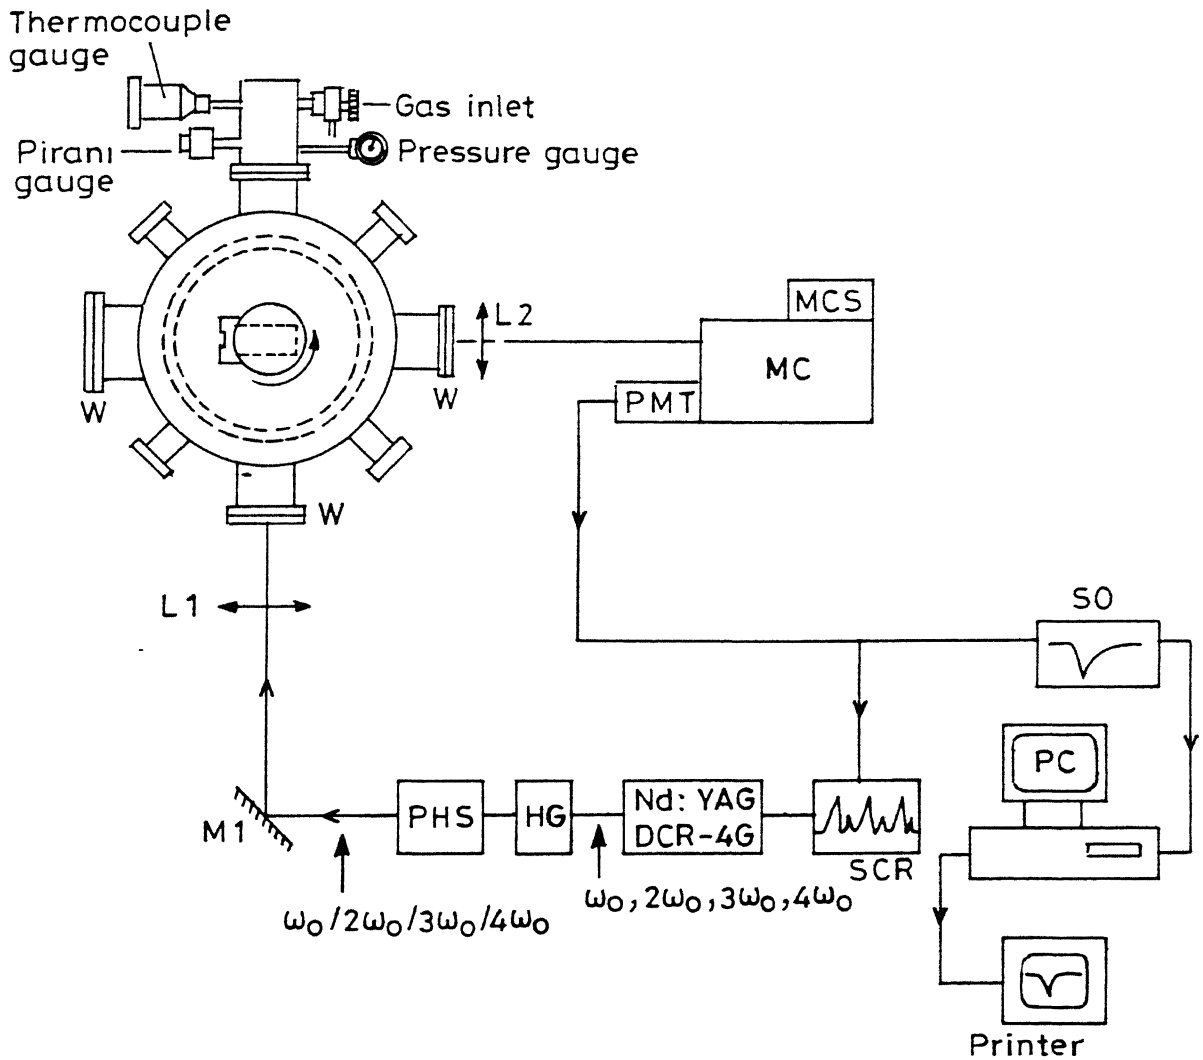 Thermocouple
gauge
Gas inlet
Pirani
gauge
Pressure gauge
L2
MCS
MC
PMT
W
W
W
L1
SO
PC
M1
PHS
HG
Nd: YAG
DCR-4G
SCR
ω₀/2ω₀/3ω₀/4ω₀
ω₀, 2ω₀, 3ω₀, 4ω₀
Printer